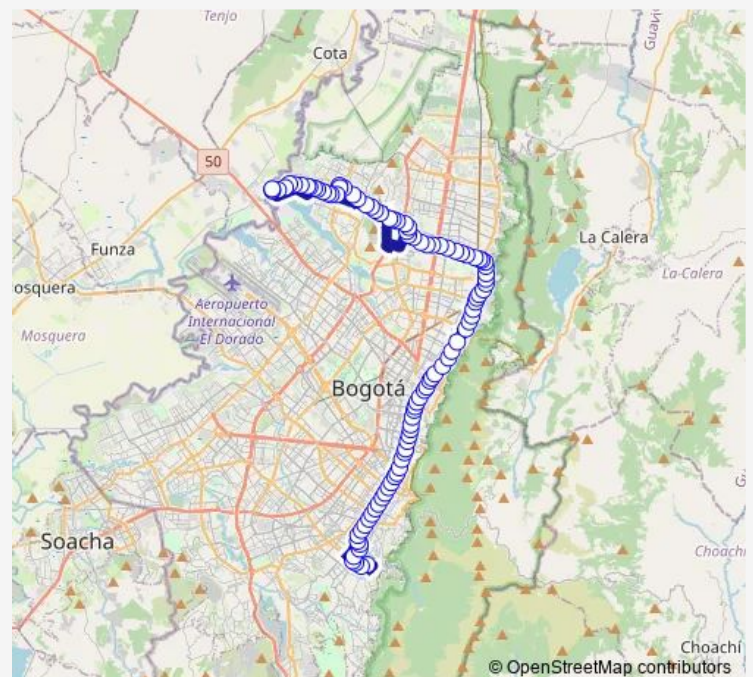 Tenjo
Cota
Guav
50
Funza
La Calera
osquera
Aeropuerto
Internacional
El Dorado
La-Calera
Mosquera
Bogotá
Soacha
Choachí
Choachí
© OpenStreetMap contributors